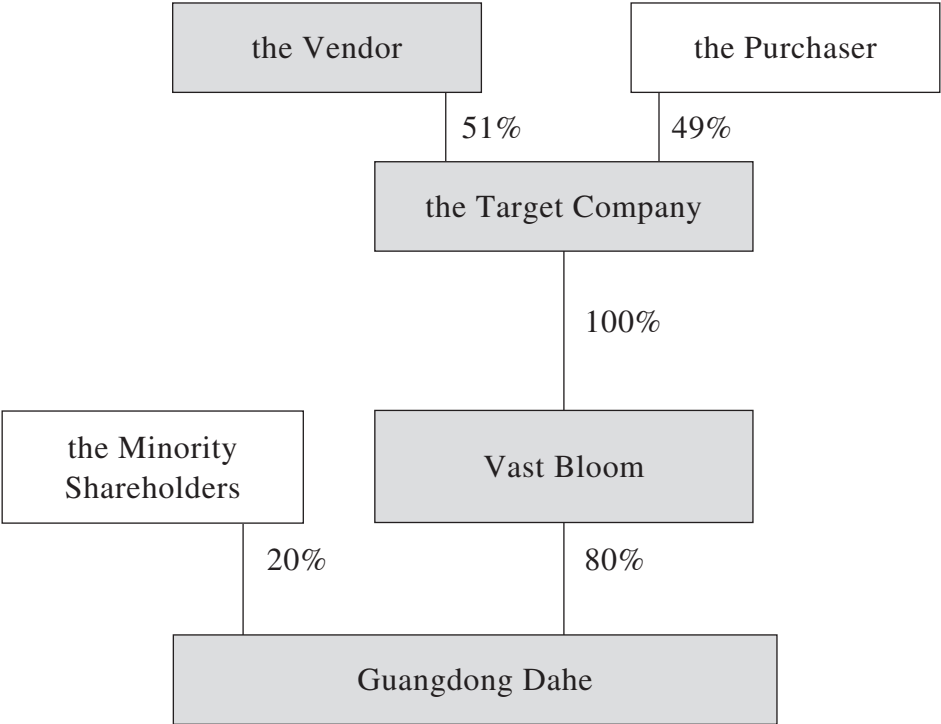 the Vendor
the Purchaser
51%
49%
the Target Company
100%
the Minority
Shareholders
Vast Bloom
20%
80%
Guangdong Dahe